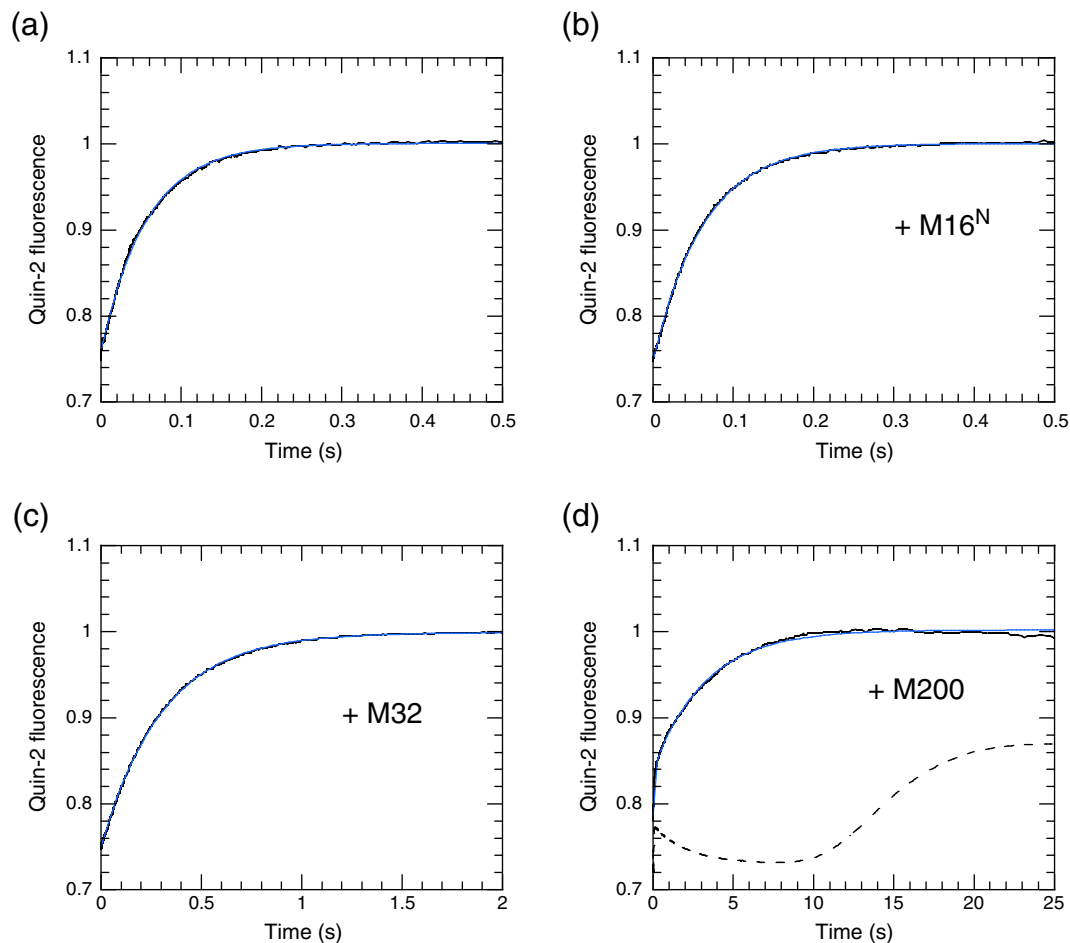 (a)
1.1
1
0.9
0.8
0.7
Quin-2 fluorescence
0 0.1 0.2 0.3 0.4 0.5
Time (s)
(b)
1.1
1
0.9
0.8
0.7
Quin-2 fluorescence
+ M16N
0 0.1 0.2 0.3 0.4 0.5
Time (s)
(c)
1.1
1
0.9
0.8
0.7
Quin-2 fluorescence
+ M32
0 0.5 1 1.5 2
Time (s)
(d)
1.1
1
0.9
0.8
0.7
Quin-2 fluorescence
+ M200
0 5 10 15 20 25
Time (s)